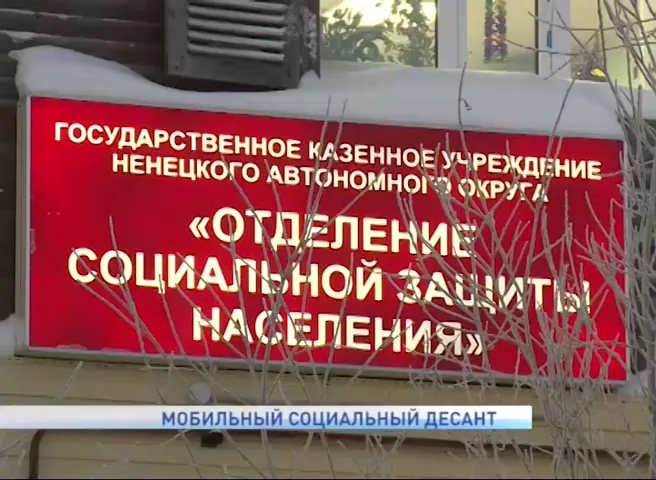 ГОСУДАРСТВЕННОЕ КАЗЕННОЕ УЧРЕЖДЕНИЕ
НЕНЕЦКОГО АВТОНОМНОГО ОКРУГА
«ОТДЕЛЕНИЕ
СОЦИАЛЬНОЙ ЗАЩИТЫ
НАСЕЛЕНИЯ»
МОБИЛЬНЫЙ СОЦИАЛЬНЫЙ ДЕСАНТ